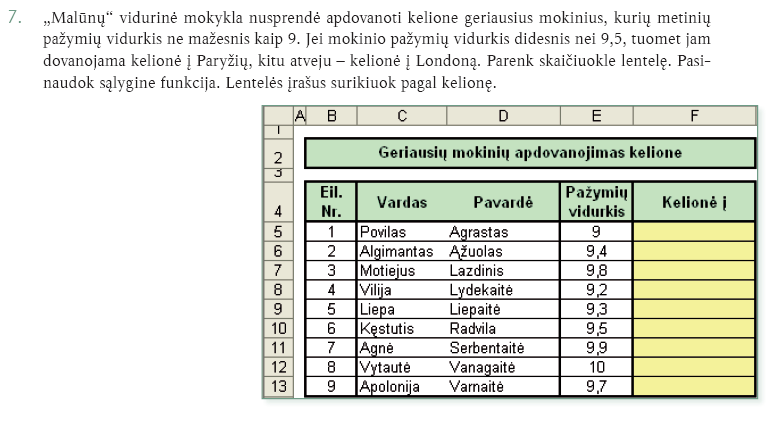 7. „Malūnų“ vidurinė mokykla nusprendė apdovanoti kelione geriausius mokinius, kurių metinių
pažymių vidurkis ne mažesnis kaip 9. Jei mokinio pažymių vidurkis didesnis nei 9,5, tuomet jam
dovanojama kelionė į Paryžių, kitu atveju – kelionė į Londoną. Parenk skaičiuoklе lentelę. Pasi-
naudok sąlygine funkcija. Lentelės įrašus surikiuok pagal kelionę.
A B C D E F
1
2 Geriausių mokinių apdovanojimas kelione
3
4 Eil. Nr. Vardas Pavardė Pažymių vidurkis Kelionė į
5 1 Povilas Agrastas 9
6 2 Algimantas Ąžuolas 9,4
7 3 Motiejus Lazdinis 9,8
8 4 Vilija Lydekaitė 9,2
9 5 Liepa Liepaitė 9,3
10 6 Kęstutis Radvila 9,5
11 7 Agnė Serbentaitė 9,9
12 8 Vytautė Vanagaitė 10
13 9 Apolonija Varnaitė 9,7